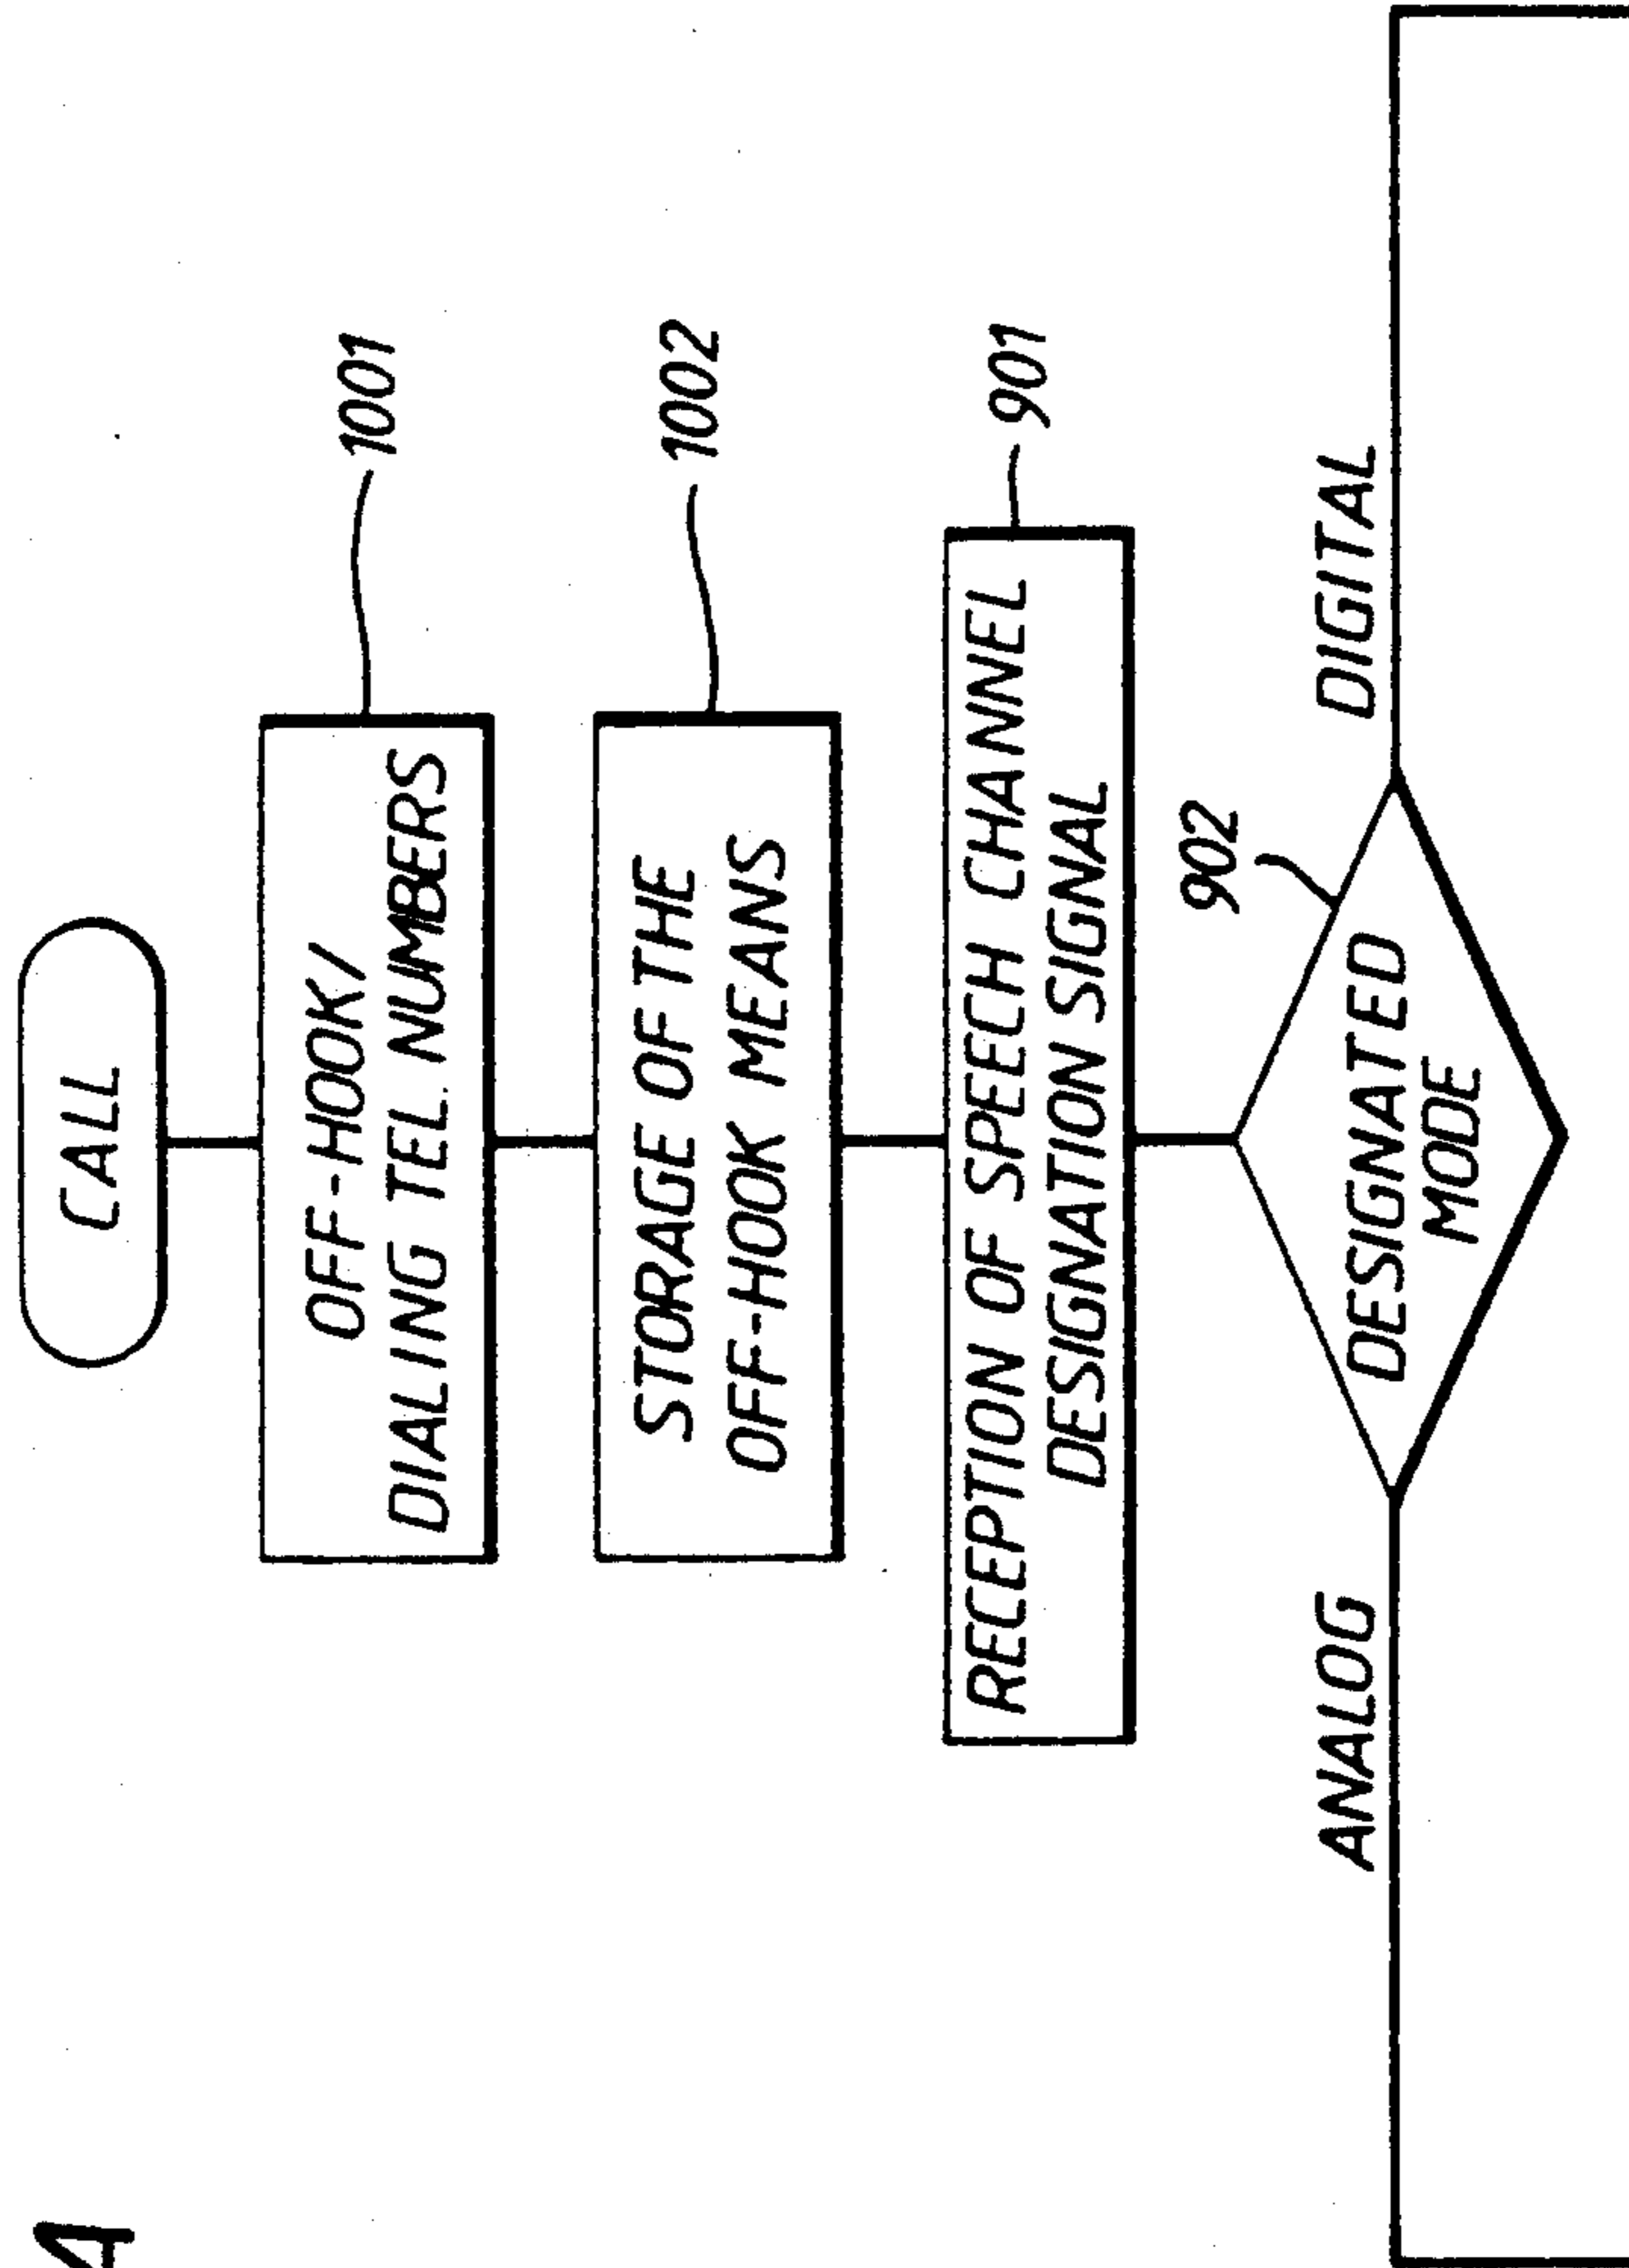 A
CALL
OFF-HOOK/
DIALING TEL. NUMBERS
1001
STORAGE OF THE
OFF-HOOK MEANS
1002
RECEPTION OF SPEECH CHANNEL
DESIGNATION SIGNAL
901
902
ANALOG
DIGITAL
DESIGNATED
MODE